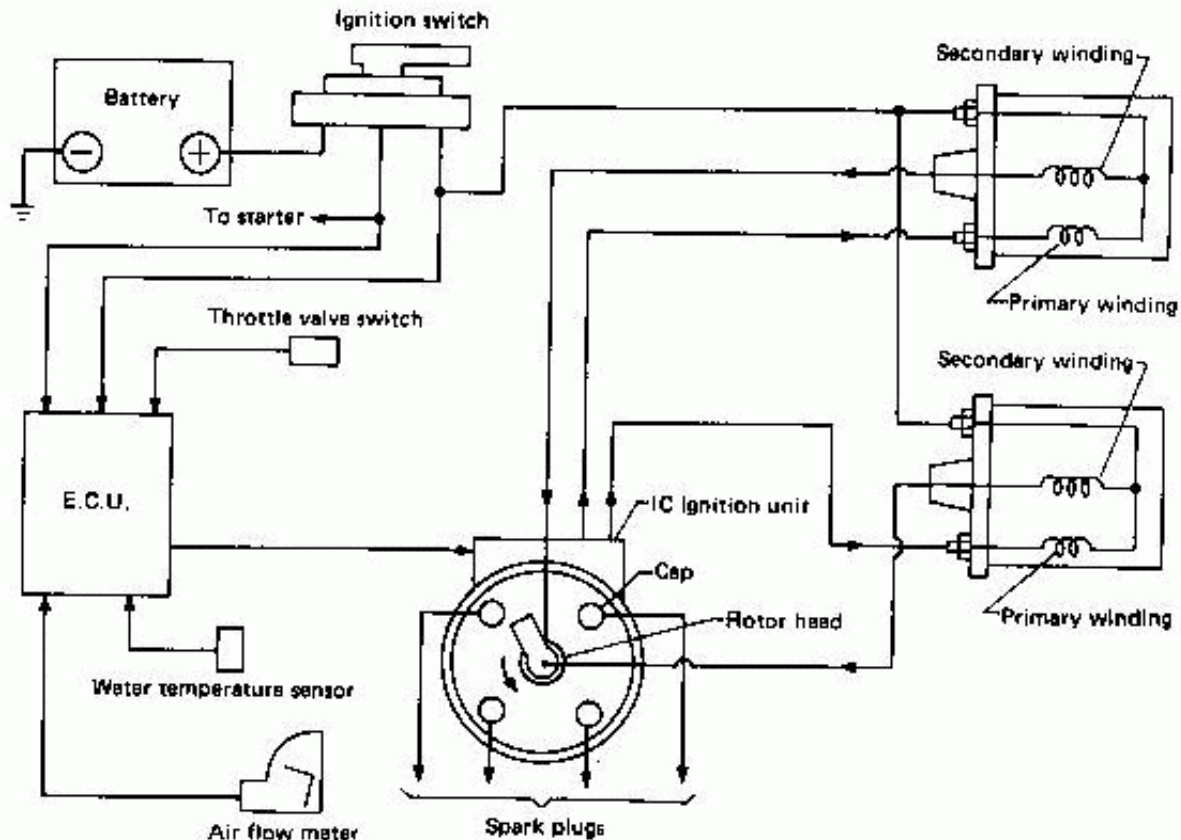 Ignition switch
Secondary winding
Battery
To starter
Primary winding
Throttle valve switch
Secondary winding
E.C.U.
IC Ignition unit
Cap
Rotor head
Primary winding
Water temperature sensor
Air flow meter
Spark plugs